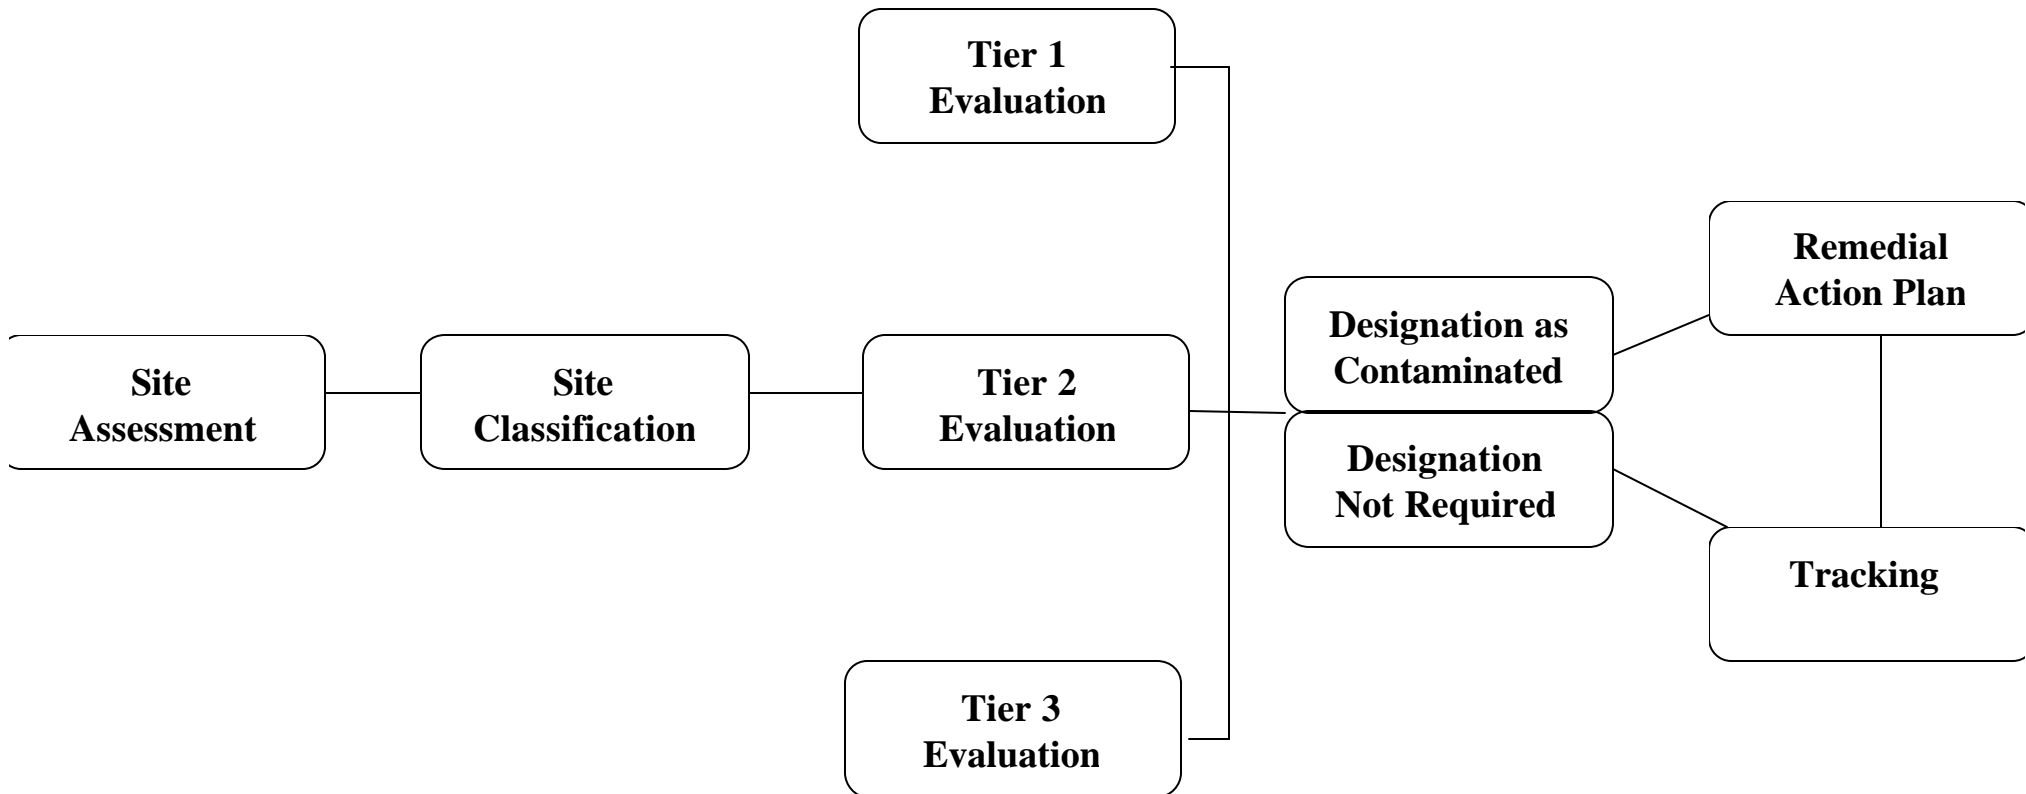 Tier 1
Evaluation
Remedial
Action Plan
Designation as
Contaminated
Site
Assessment
Site
Classification
Tier 2
Evaluation
Designation
Not Required
Tracking
Tier 3
Evaluation